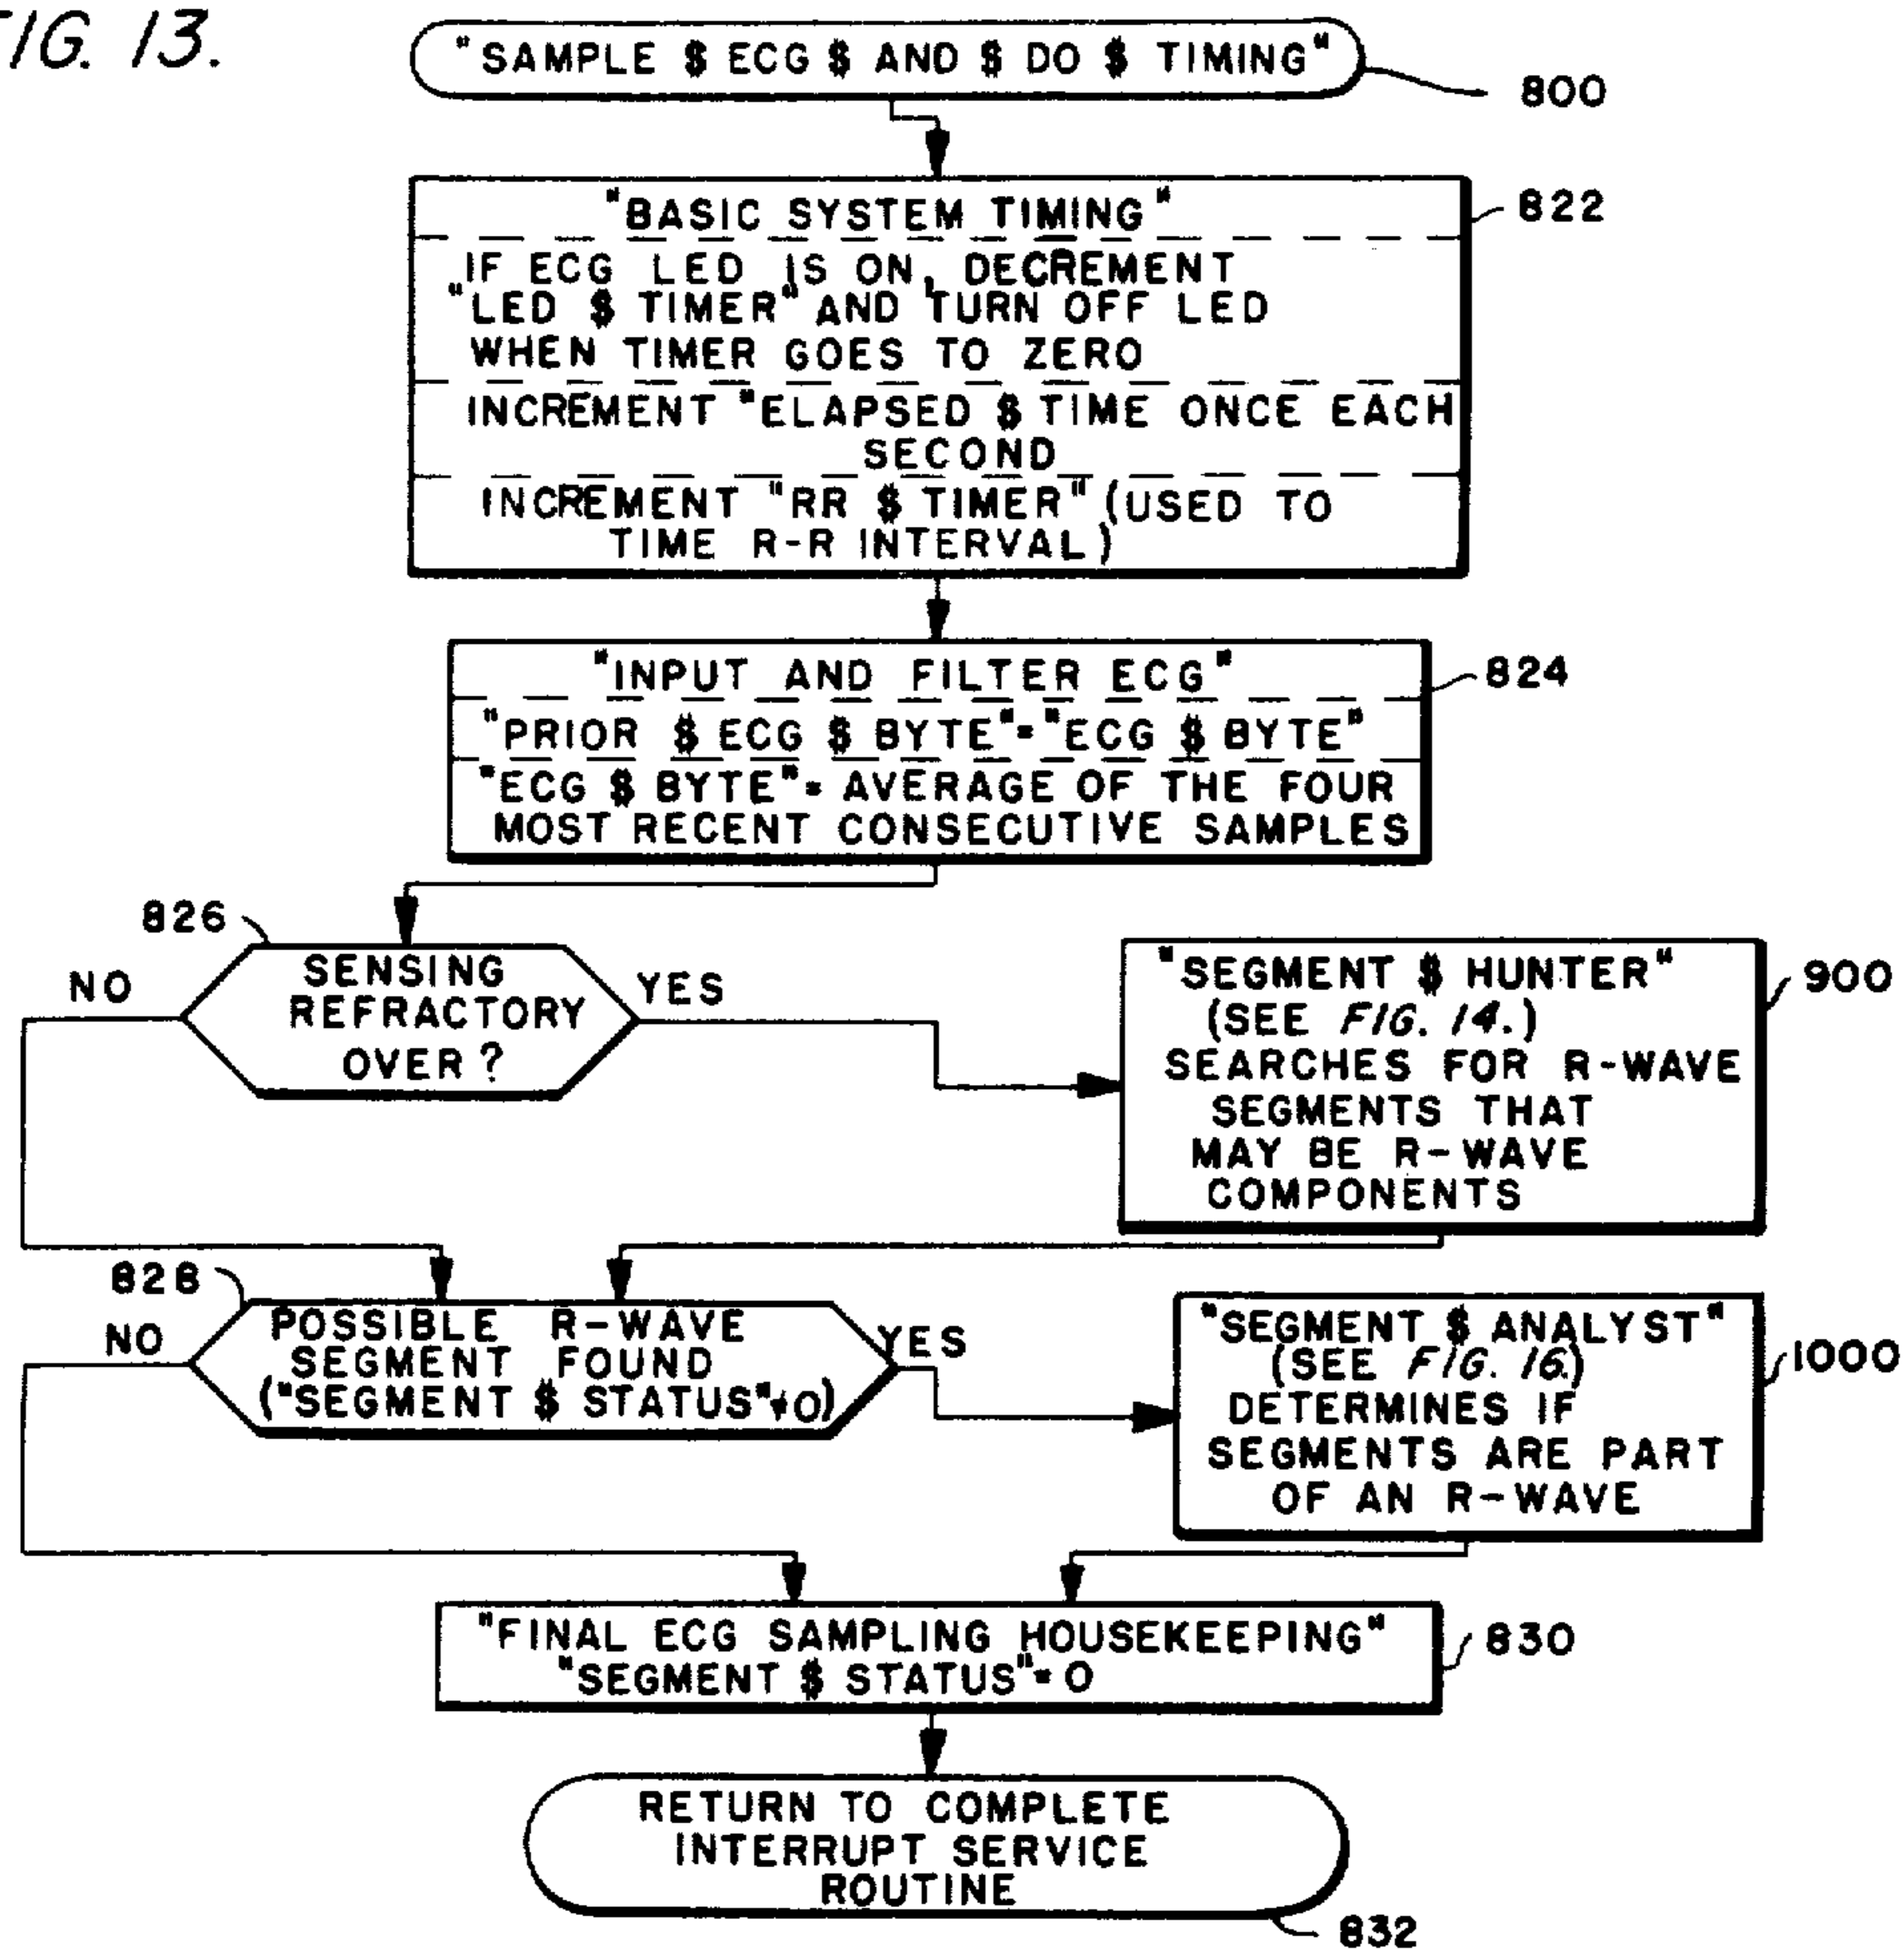 FIG. 13.
"SAMPLE $ ECG $ AND $ DO $ TIMING"
800
"BASIC SYSTEM TIMING"
822
IF ECG LED IS ON, DECREMENT
"LED $ TIMER" AND TURN OFF LED
WHEN TIMER GOES TO ZERO
INCREMENT "ELAPSED $ TIME ONCE EACH
SECOND
INCREMENT "RR $ TIMER" (USED TO
TIME R-R INTERVAL)
"INPUT AND FILTER ECG"
824
"PRIOR $ ECG $ BYTE" = "ECG $ BYTE"
"ECG $ BYTE" = AVERAGE OF THE FOUR
MOST RECENT CONSECUTIVE SAMPLES
826
NO
SENSING
REFRACTORY
OVER?
YES
"SEGMENT $ HUNTER"
(SEE FIG. 14.)
SEARCHES FOR R-WAVE
SEGMENTS THAT
MAY BE R-WAVE
COMPONENTS
900
828
NO
POSSIBLE R-WAVE
SEGMENT FOUND
("SEGMENT $ STATUS" ≠ 0)
YES
"SEGMENT $ ANALYST"
(SEE FIG. 16.)
DETERMINES IF
SEGMENTS ARE PART
OF AN R-WAVE
1000
"FINAL ECG SAMPLING HOUSEKEEPING"
"SEGMENT $ STATUS" = 0
830
RETURN TO COMPLETE
INTERRUPT SERVICE
ROUTINE
832